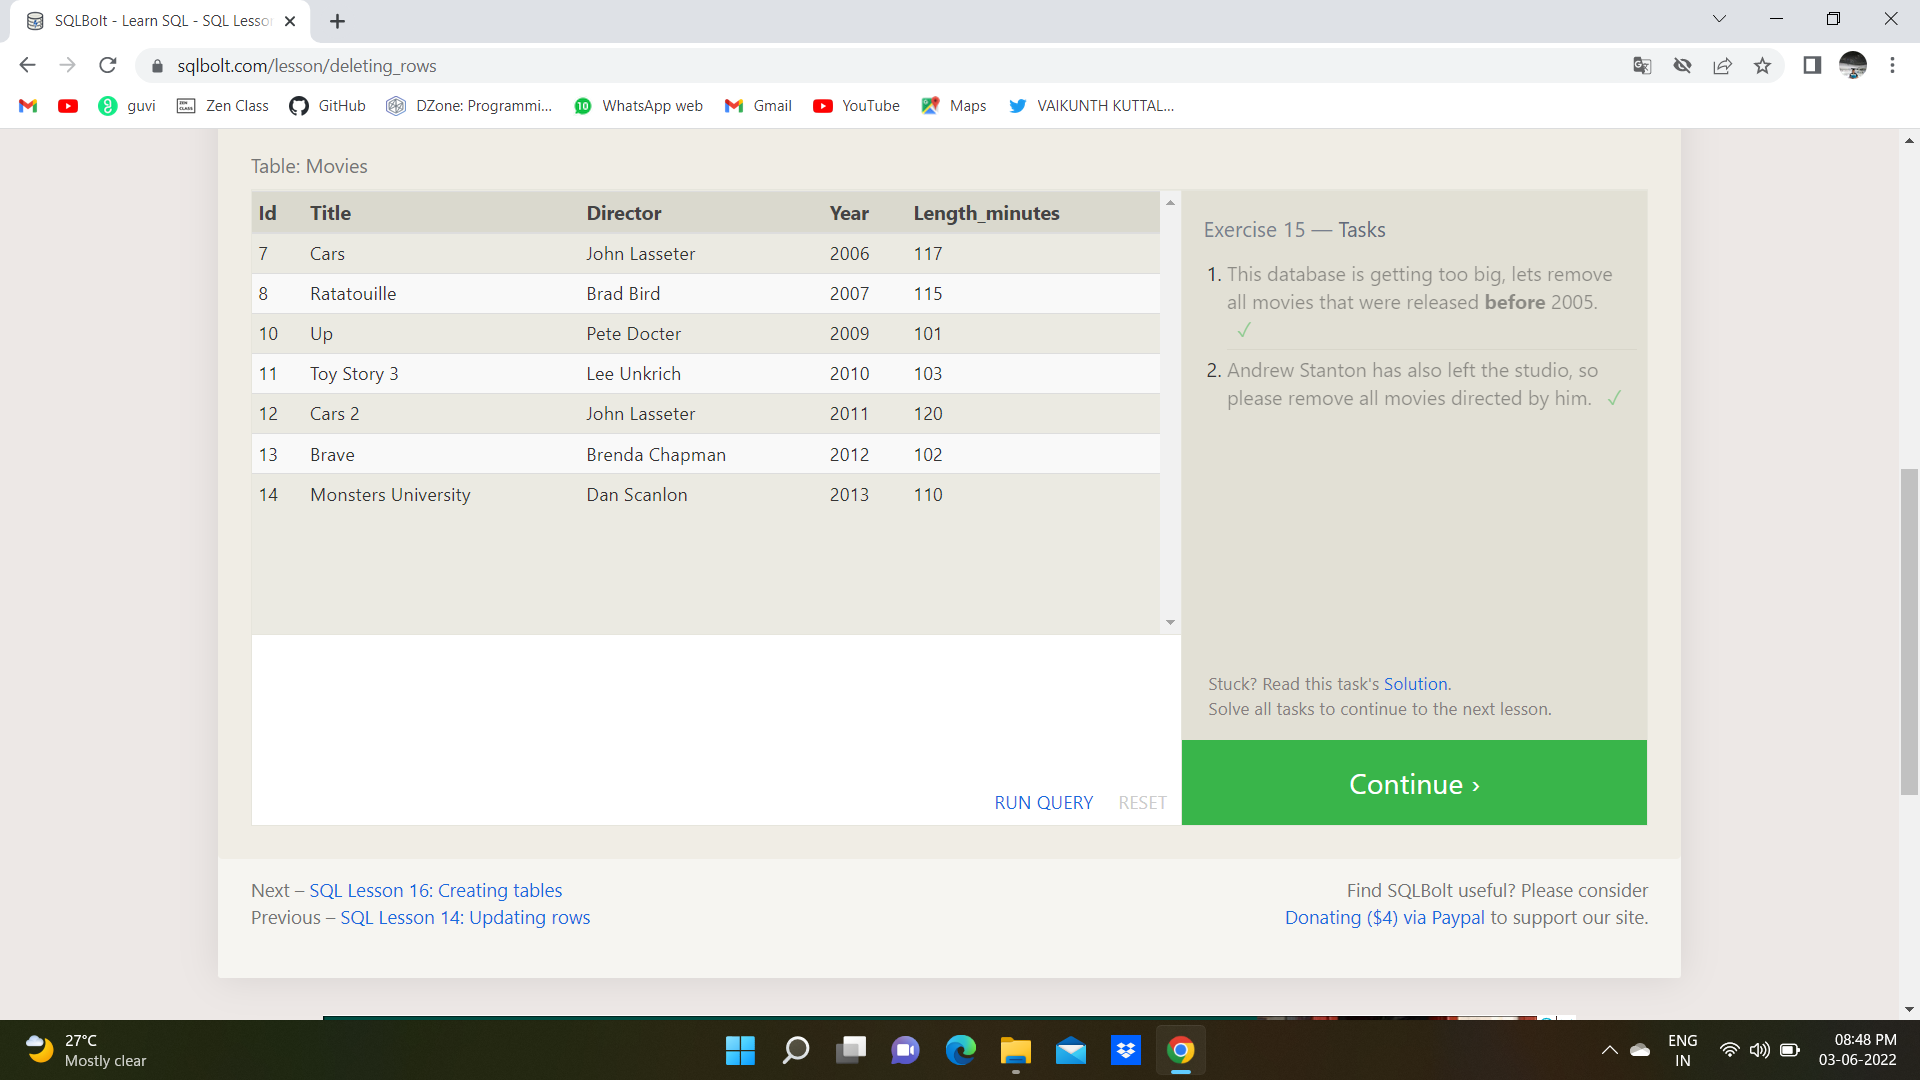 SQLBolt - Learn SQL - SQL Lesson
sqlbolt.com/lesson/deleting_rows
guvi Zen Class GitHub DZone: Programmi... WhatsApp web Gmail YouTube Maps VAIKUNTH KUTTAL...
Table: Movies
Id Title Director Year Length_minutes
7 Cars John Lasseter 2006 117
8 Ratatouille Brad Bird 2007 115
10 Up Pete Docter 2009 101
11 Toy Story 3 Lee Unkrich 2010 103
12 Cars 2 John Lasseter 2011 120
13 Brave Brenda Chapman 2012 102
14 Monsters University Dan Scanlon 2013 110
RUN QUERY RESET
Exercise 15 — Tasks
1. This database is getting too big, lets remove
all movies that were released before 2005.
✓
2. Andrew Stanton has also left the studio, so
please remove all movies directed by him. ✓
Stuck? Read this task's Solution.
Solve all tasks to continue to the next lesson.
Continue ›
Next – SQL Lesson 16: Creating tables
Previous – SQL Lesson 14: Updating rows
Find SQLBolt useful? Please consider
Donating ($4) via Paypal to support our site.
27°C
Mostly clear
ENG
IN
08:48 PM
03-06-2022